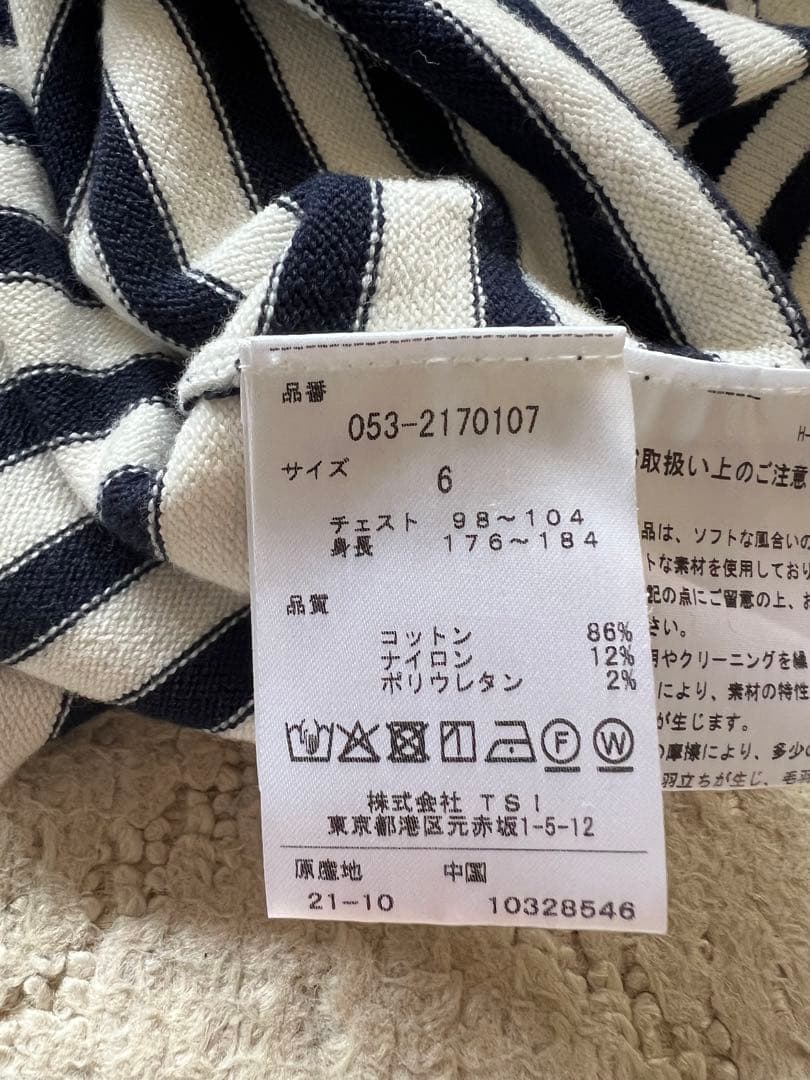 品番
053-2170107
サイズ
6
チェスト 98~104
身長 176~184
品質
コットン 86%
ナイロン 12%
ポリウレタン 2%
F W
株式会社 TSI
東京都港区元赤坂1-5-12
原産地 中国
21-10 10328546
H-
取扱い上のご注意
品は、ソフトな風合いの
トな素材を使用しており
記の点にご留意の上、お
さい。
用やクリーニングを繰
により、素材の特性
が生じます。
の摩擦により、多少の
羽立ちが生じ、毛羽